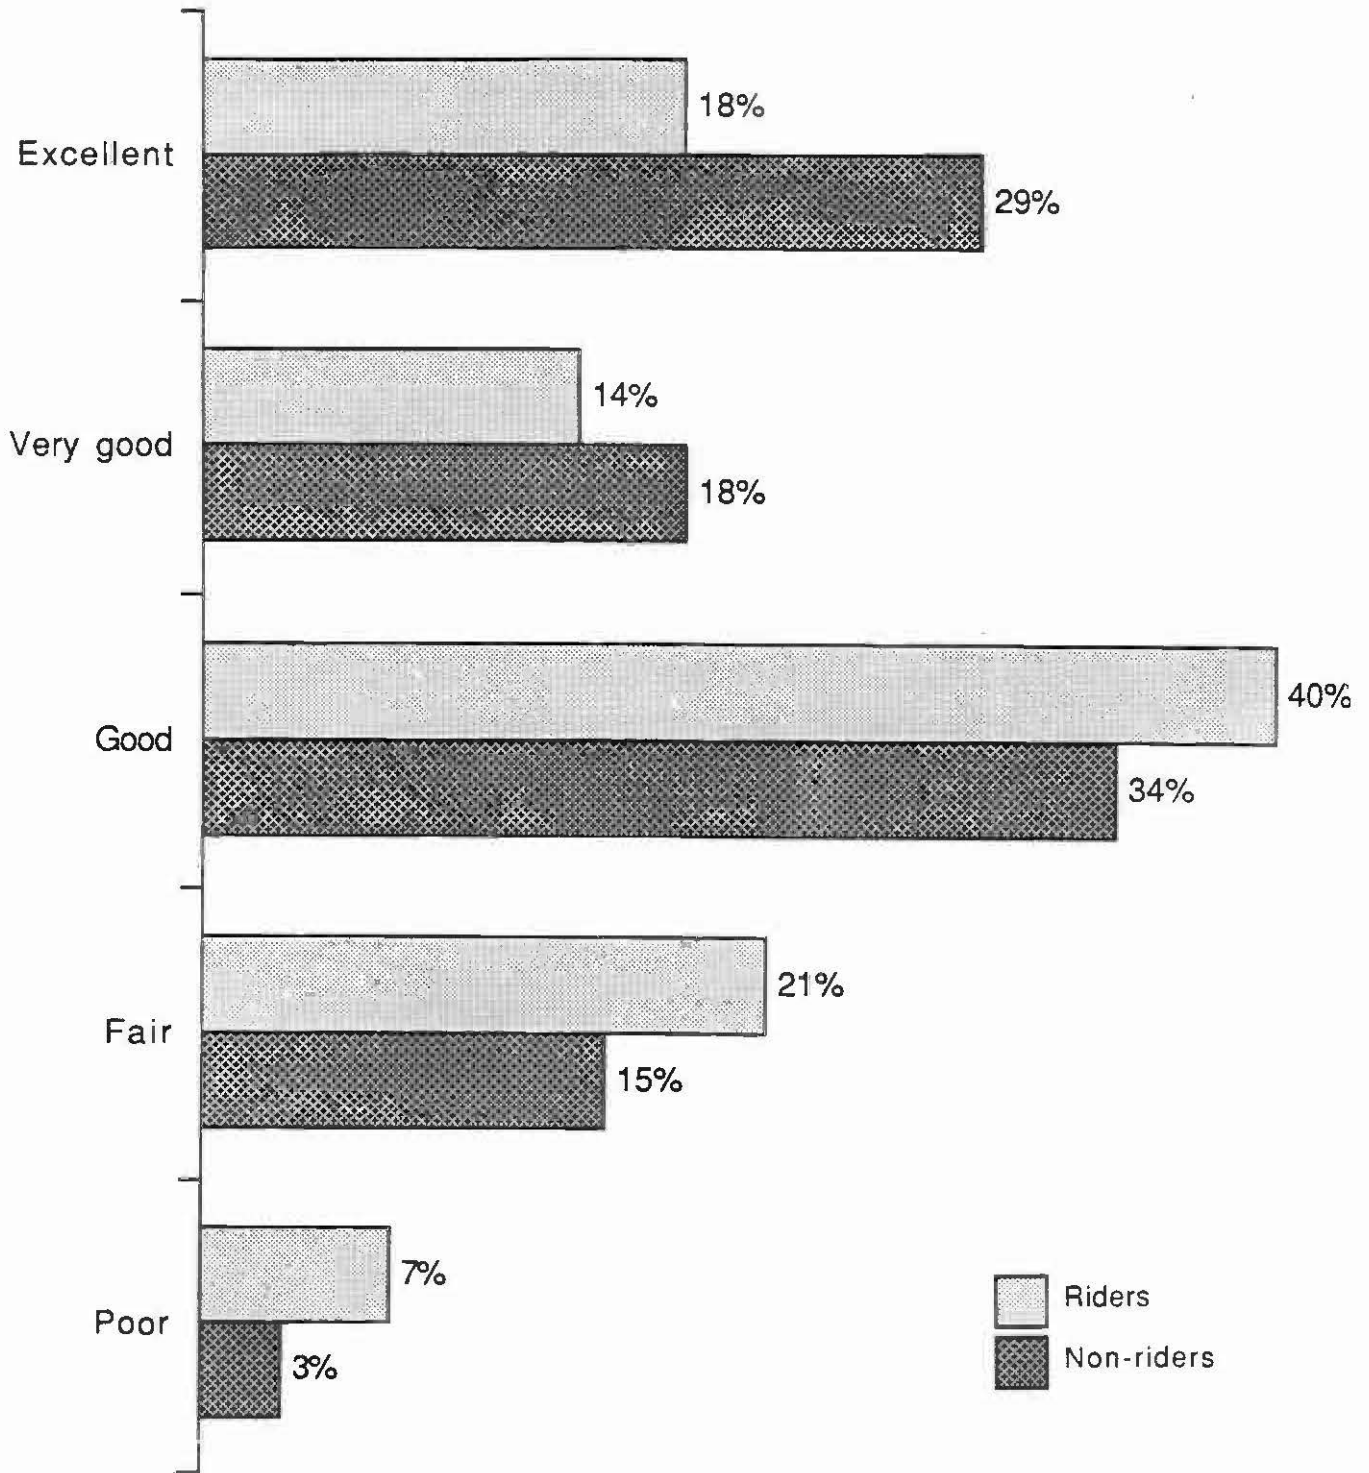 18%
Excellent
29%
14%
Very good
18%
40%
Good
34%
21%
Fair
15%
7%
Poor
3%
Riders
Non-riders